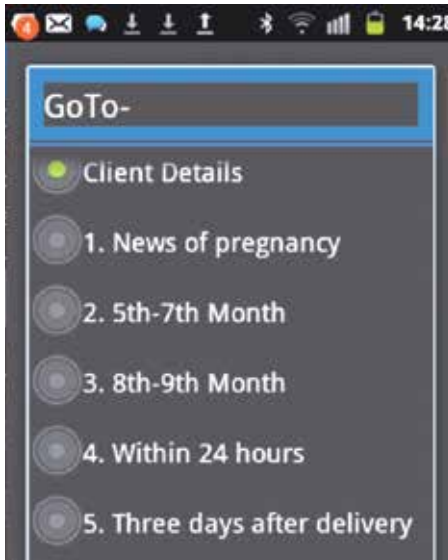 4
14:28
GoTo-
Client Details
1. News of pregnancy
2. 5th-7th Month
3. 8th-9th Month
4. Within 24 hours
5. Three days after delivery